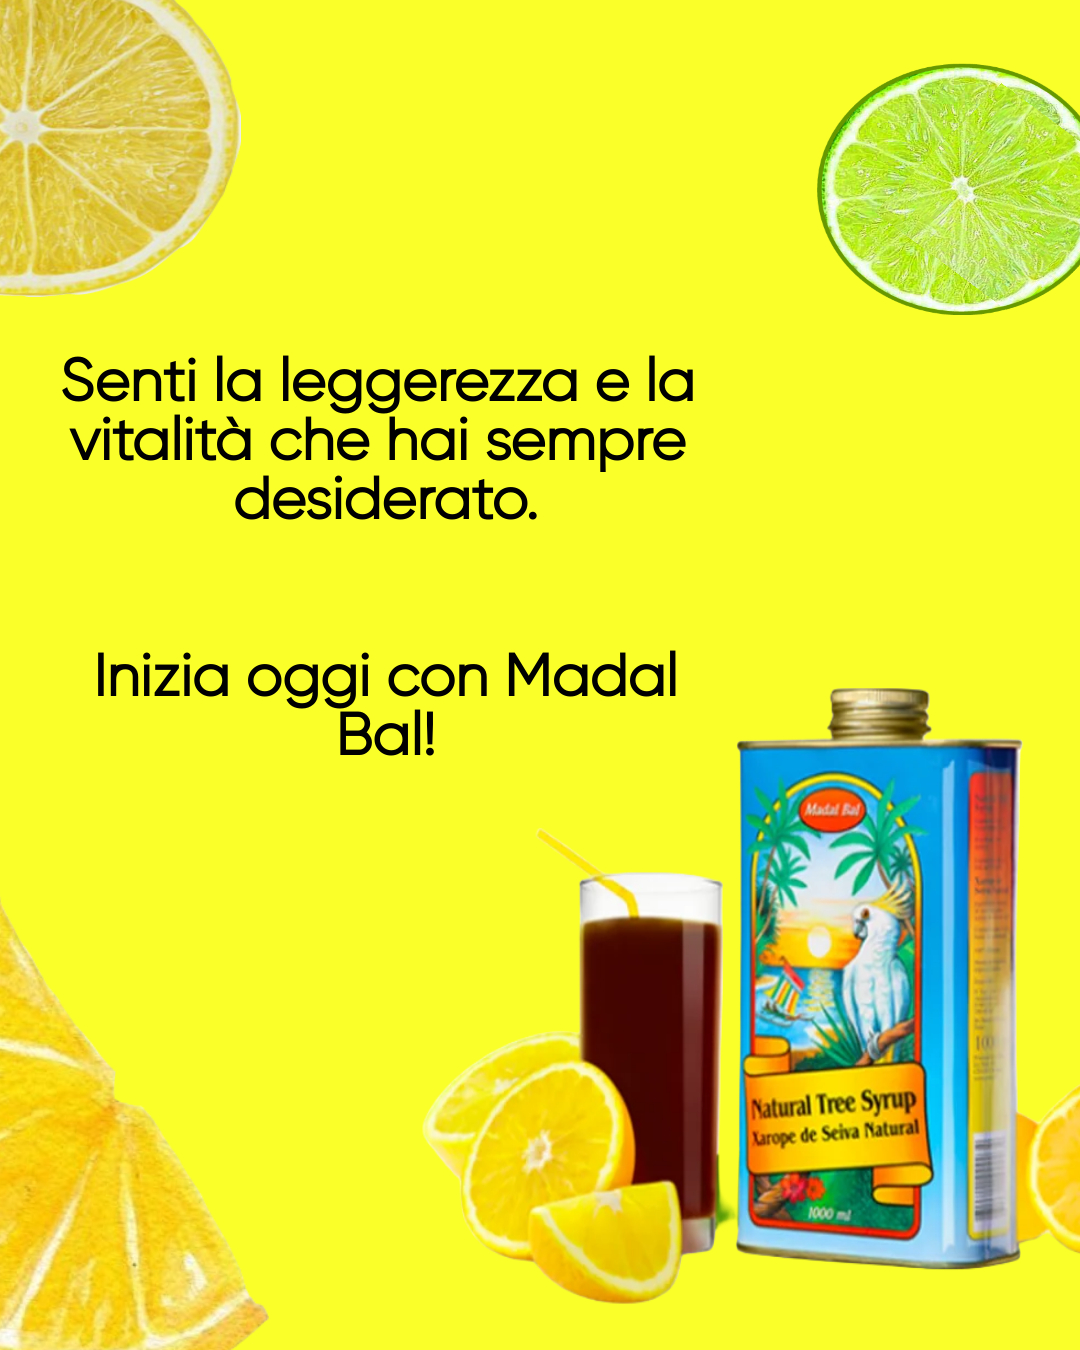 Senti la leggerezza e la
vitalità che hai sempre
desiderato.
Inizia oggi con Madal
Bal!
Madal Bal
Natural Tree Syrup
Xarope de Seiva Natural
1000 ml